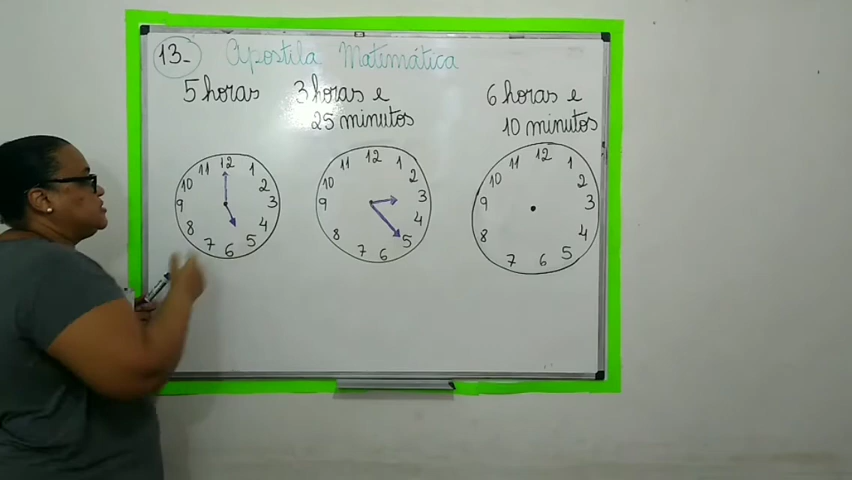 13- Apostila Matimática
5 horas
3 horas e
25 minutos
6 horas e
10 minutos
12 1 2 3 4 5 6 7 8 9 10 11
12 1 2 3 4 5 6 7 8 9 10 11
12 1 2 3 4 5 6 7 8 9 10 11